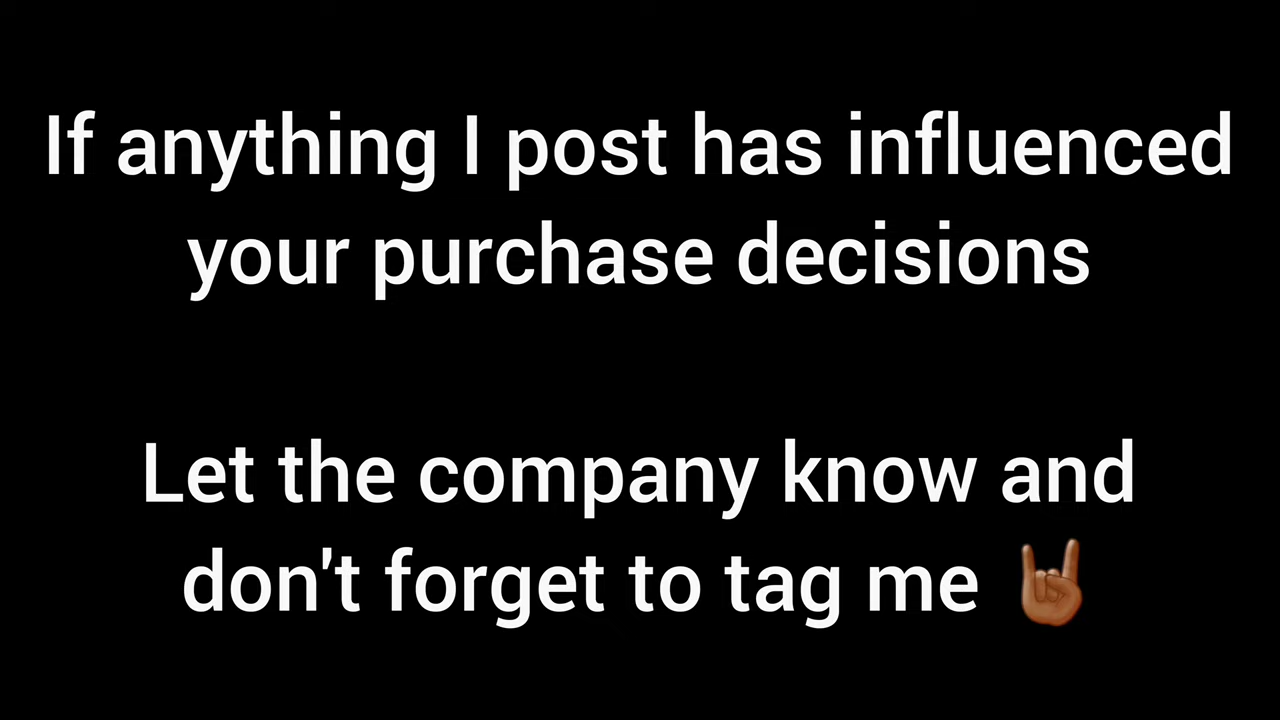 If anything I post has influenced
your purchase decisions
Let the company know and
don't forget to tag me 🤘🏾